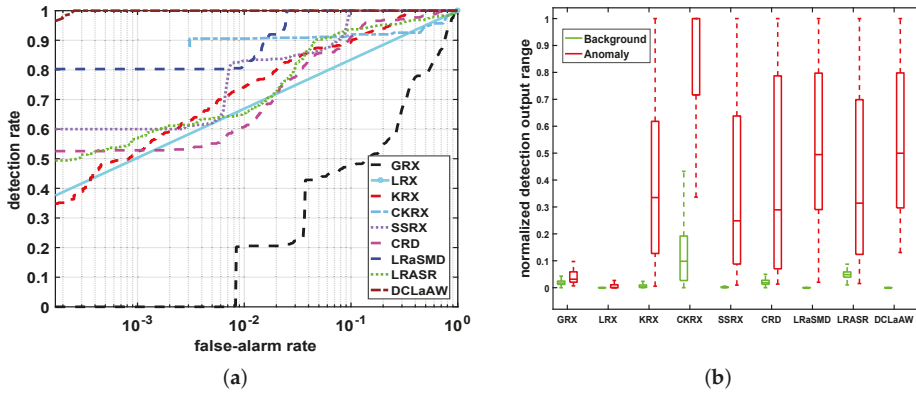 detection rate
1
0.9
0.8
0.7
0.6
0.5
0.4
0.3
0.2
0.1
0
GRX
LRX
KRX
CKRX
SSRX
CRD
LRaSMD
LRASR
DCLaAW
10-3
10-2
10-1
100
false-alarm rate
(a)
normalized detection output range
1
0.9
0.8
0.7
0.6
0.5
0.4
0.3
0.2
0.1
0
Background
Anomaly
GRX LRX KRX CKRX SSRX CRD LRaSMD LRASR DCLaAW
(b)